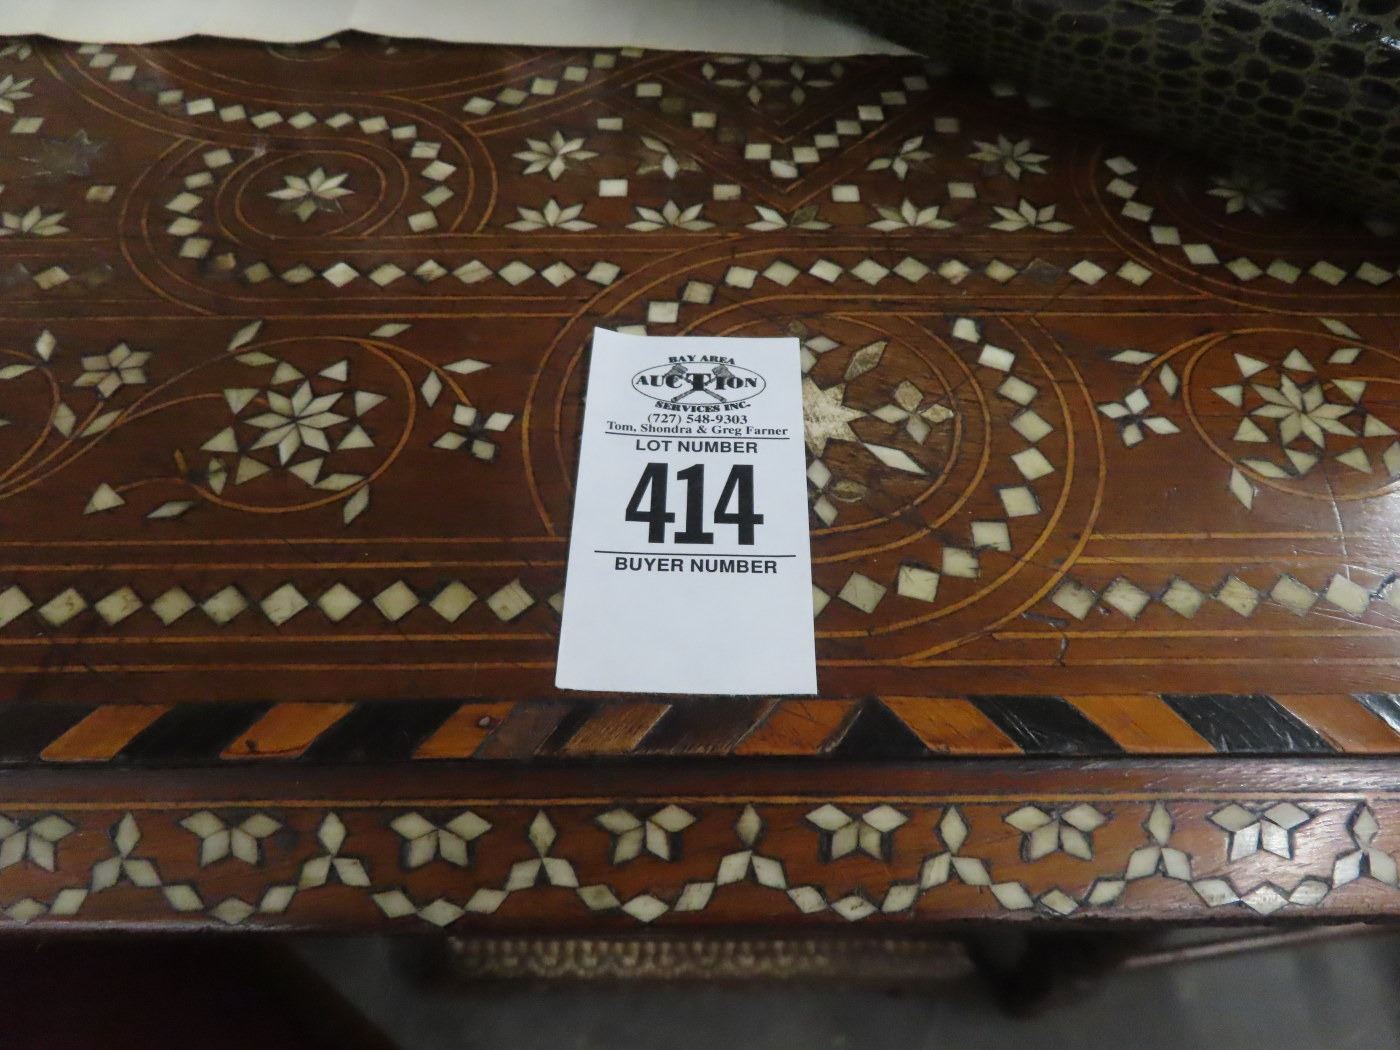 BAY AREA
AUCTION
SERVICES INC.
(727) 548-9303
Tom, Shondra & Greg Farner
LOT NUMBER
414
BUYER NUMBER